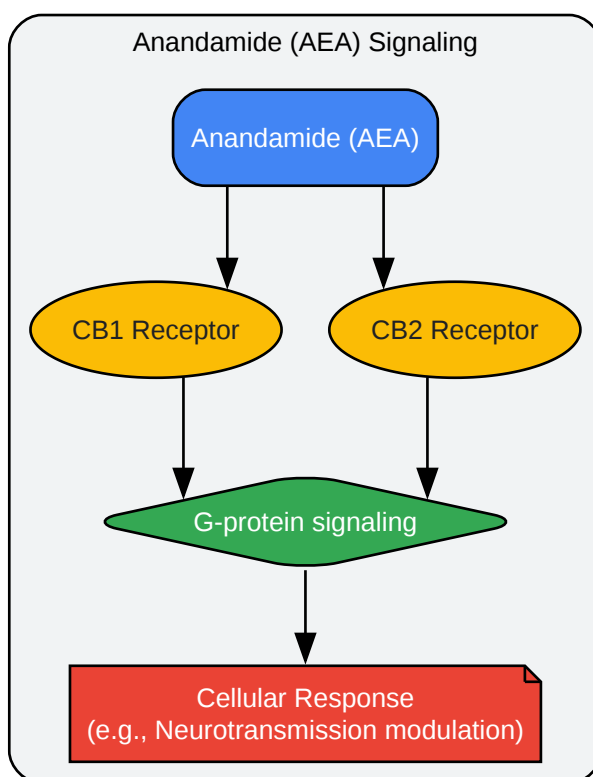 Anandamide (AEA) Signaling
Anandamide (AEA)
CB1 Receptor
CB2 Receptor
G-protein signaling
Cellular Response
(e.g., Neurotransmission modulation)